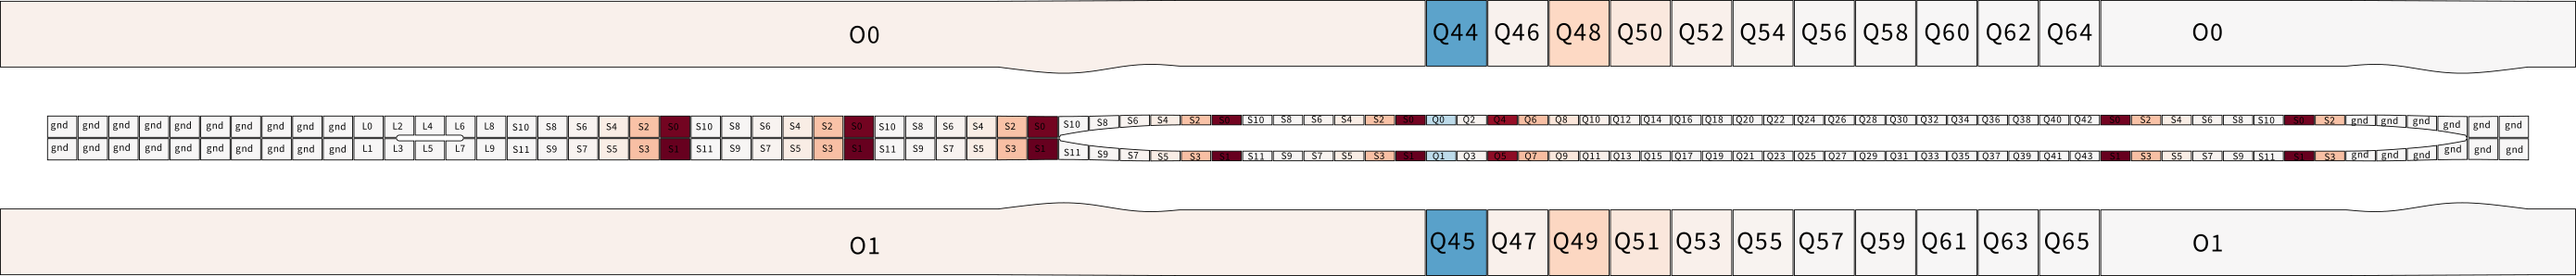 O0 Q44 Q46 Q48 Q50 Q52 Q54 Q56 Q58 Q60 Q62 Q64 O0
gnd gnd gnd gnd gnd gnd gnd gnd gnd gnd L0 L2 L4 L6 L8 S10 S8 S6 S4 S2 S0 S10 S8 S6 S4 S2 S0 S10 S8 S6 S4 S2 S0 S10 S8 S6 S4 S2 S0 S10 S8 S6 S4 S2 S0 Q0 Q2 Q4 Q6 Q8 Q10 Q12 Q14 Q16 Q18 Q20 Q22 Q24 Q26 Q28 Q30 Q32 Q34 Q36 Q38 Q40 Q42 S0 S2 S4 S6 S8 S10 S0 S2 gnd gnd gnd gnd gnd gnd
gnd gnd gnd gnd gnd gnd gnd gnd gnd gnd L1 L3 L5 L7 L9 S11 S9 S7 S5 S3 S1 S11 S9 S7 S5 S3 S1 S11 S9 S7 S5 S3 S1 S11 S9 S7 S5 S3 S1 S11 S9 S7 S5 S3 S1 Q1 Q3 Q5 Q7 Q9 Q11 Q13 Q15 Q17 Q19 Q21 Q23 Q25 Q27 Q29 Q31 Q33 Q35 Q37 Q39 Q41 Q43 S1 S3 S5 S7 S9 S11 S1 S3 gnd gnd gnd gnd gnd gnd
O1 Q45 Q47 Q49 Q51 Q53 Q55 Q57 Q59 Q61 Q63 Q65 O1